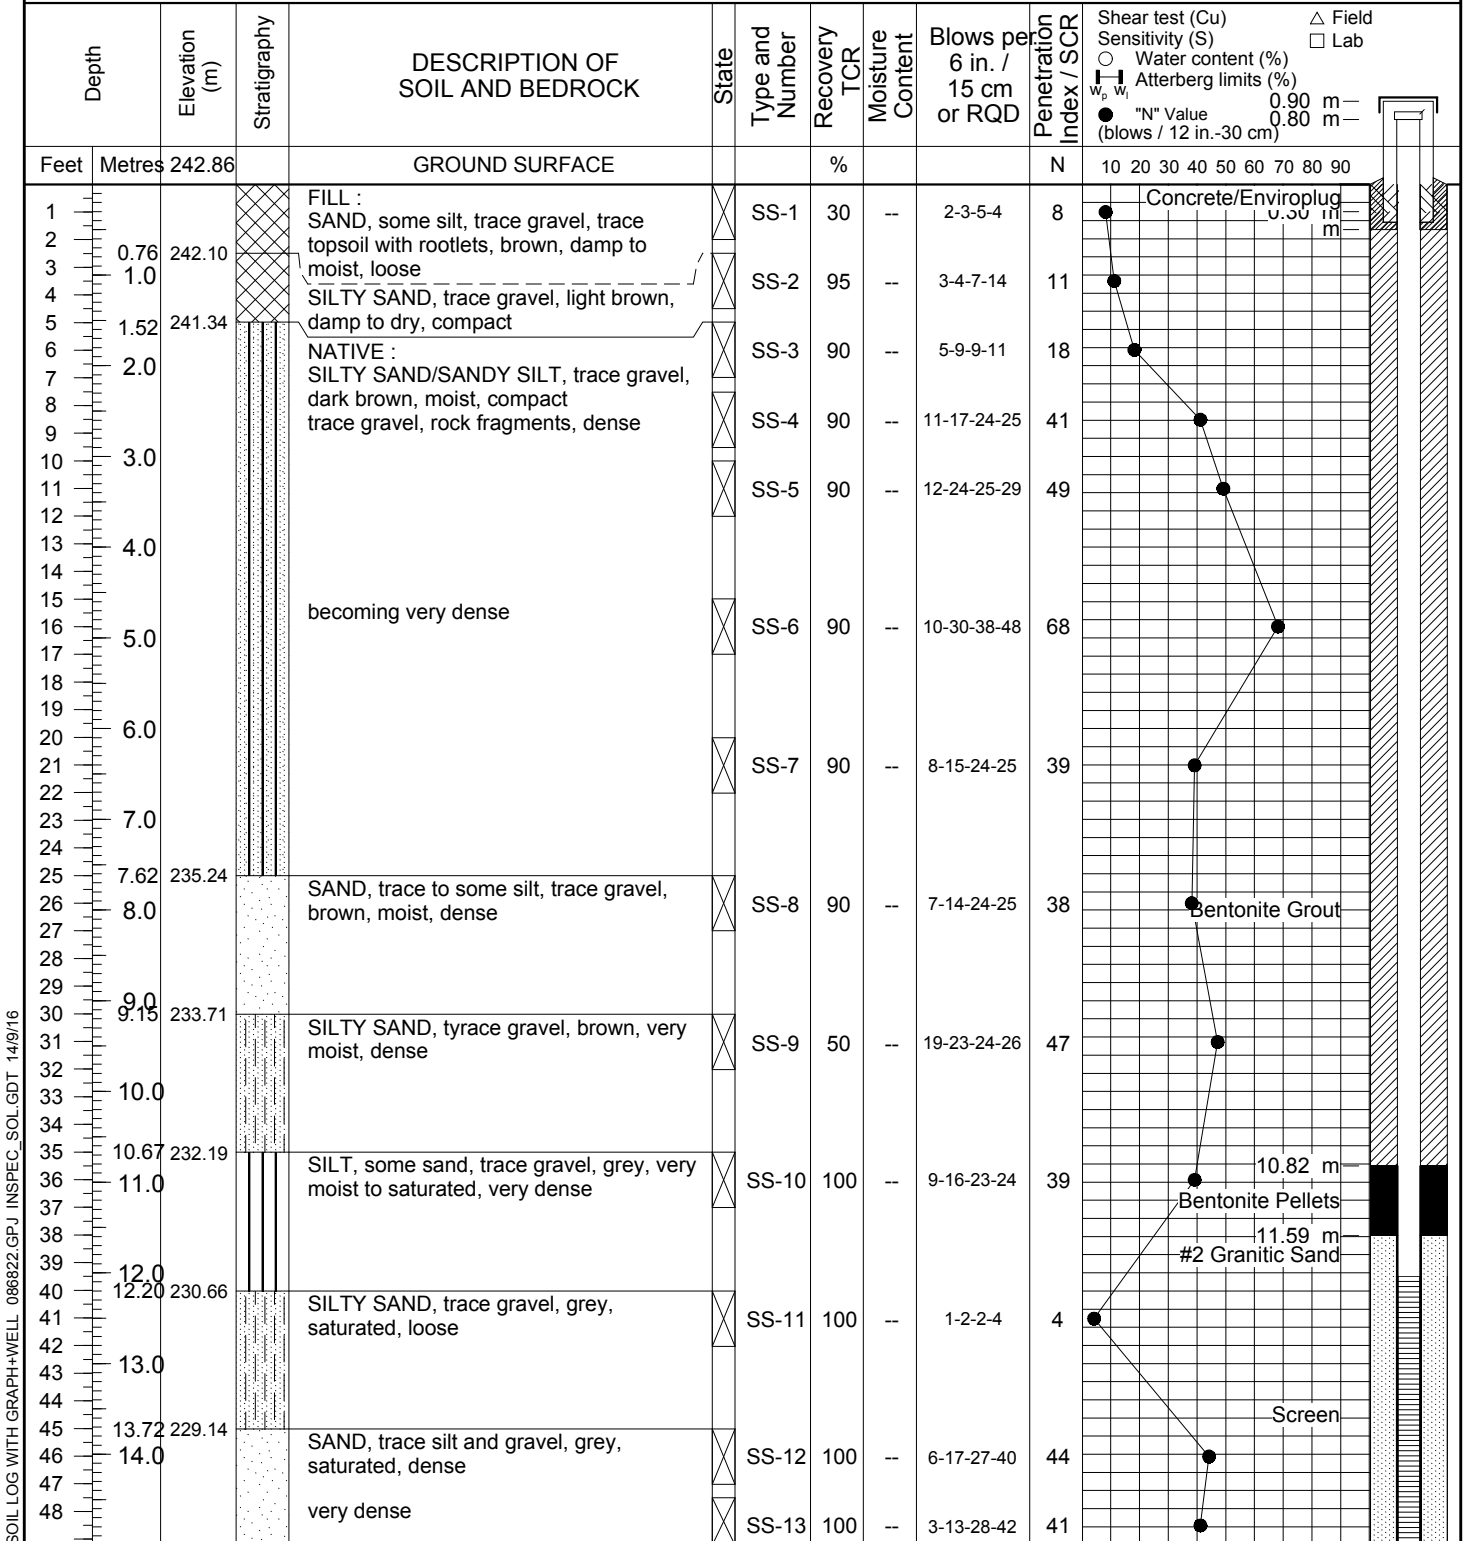 Depth
Elevation (m)
Stratigraphy
DESCRIPTION OF
SOIL AND BEDROCK
State
Type and Number
Recovery TCR
Moisture Content
Blows per
6 in. /
15 cm
or RQD
Penetration Index / SCR
Shear test (Cu) △ Field
Sensitivity (S) □ Lab
○ Water content (%)
Atterberg limits (%)
Wp Wl
● "N" Value
(blows / 12 in.-30 cm)
0.90 m
0.80 m
Feet Metres 242.86 GROUND SURFACE % N 10 20 30 40 50 60 70 80 90
FILL :
SAND, some silt, trace gravel, trace
topsoil with rootlets, brown, damp to
moist, loose
1 SS-1 30 -- 2-3-5-4 8
Concrete/Enviroplug
0.30 m
m
2
0.76 242.10
3
1.0
SS-2 95 -- 3-4-7-14 11
4
SILTY SAND, trace gravel, light brown,
damp to dry, compact
5
1.52 241.34
NATIVE :
SILTY SAND/SANDY SILT, trace gravel,
dark brown, moist, compact
trace gravel, rock fragments, dense
6 SS-3 90 -- 5-9-9-11 18
2.0
7
8
SS-4 90 -- 11-17-24-25 41
9
3.0
10
11 SS-5 90 -- 12-24-25-29 49
12
13
4.0
14
15
becoming very dense
16 SS-6 90 -- 10-30-38-48 68
5.0
17
18
19
6.0
20
21 SS-7 90 -- 8-15-24-25 39
22
23 7.0
24
25 7.62 235.24
SAND, trace to some silt, trace gravel,
brown, moist, dense
26 SS-8 90 -- 7-14-24-25 38
8.0
Bentonite Grout
27
28
29
9.0
30 9.15 233.71
SILTY SAND, tyrace gravel, brown, very
moist, dense
31 SS-9 50 -- 19-23-24-26 47
32
33 10.0
34
35 10.67 232.19
SILT, some sand, trace gravel, grey, very
moist to saturated, very dense
10.82 m
36 11.0 SS-10 100 -- 9-16-23-24 39
Bentonite Pellets
37
38
11.59 m
#2 Granitic Sand
39
12.0
40 12.20 230.66
SILTY SAND, trace gravel, grey,
saturated, loose
41 SS-11 100 -- 1-2-2-4 4
42
13.0
43
44
Screen
45 13.72 229.14
SAND, trace silt and gravel, grey,
saturated, dense
46 14.0 SS-12 100 -- 6-17-27-40 44
47
48 very dense
SS-13 100 -- 3-13-28-42 41
SOIL LOG WITH GRAPH+WELL 086822.GPJ INSPEC_SOL.GDT 14/9/16